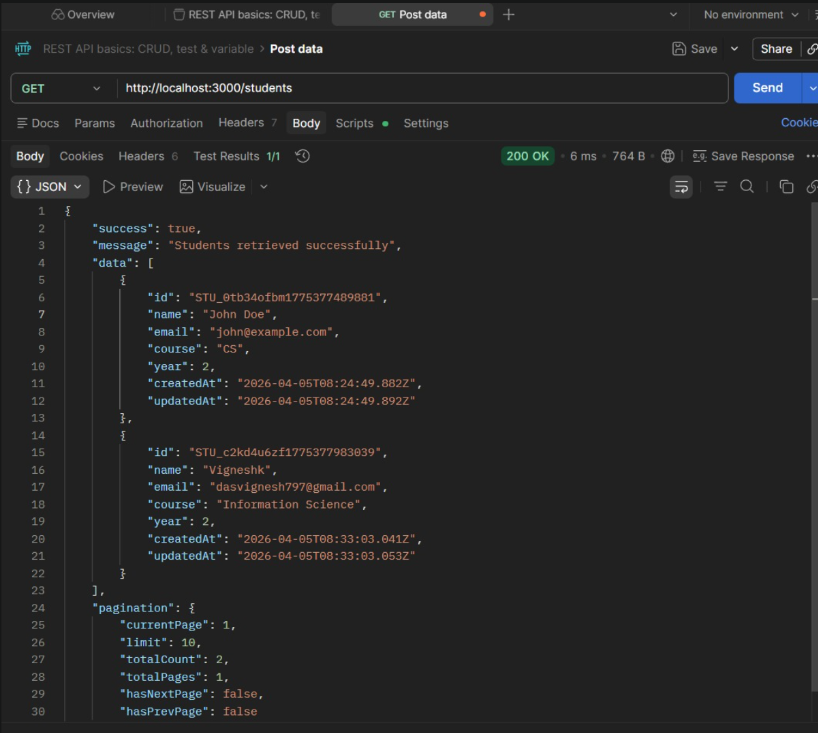 Overview
REST API basics: CRUD, te
GET Post data
No environment
HTTP REST API basics: CRUD, test & variable > Post data
Save
Share
GET
http://localhost:3000/students
Send
Docs Params Authorization Headers 7 Body Scripts Settings
Cookie
Body Cookies Headers 6 Test Results 1/1
200 OK • 6 ms • 764 B
e.g. Save Response
{} JSON Preview Visualize
1 {
2 "success": true,
3 "message": "Students retrieved successfully",
4 "data": [
5 {
6 "id": "STU_0tb34ofbm1775377489881",
7 "name": "John Doe",
8 "email": "john@example.com",
9 "course": "CS",
10 "year": 2,
11 "createdAt": "2026-04-05T08:24:49.882Z",
12 "updatedAt": "2026-04-05T08:24:49.892Z"
13 },
14 {
15 "id": "STU_c2kd4u6zf1775377983039",
16 "name": "Vigneshk",
17 "email": "dasvignesh797@gmail.com",
18 "course": "Information Science",
19 "year": 2,
20 "createdAt": "2026-04-05T08:33:03.041Z",
21 "updatedAt": "2026-04-05T08:33:03.053Z"
22 }
23 ],
24 "pagination": {
25 "currentPage": 1,
26 "limit": 10,
27 "totalCount": 2,
28 "totalPages": 1,
29 "hasNextPage": false,
30 "hasPrevPage": false